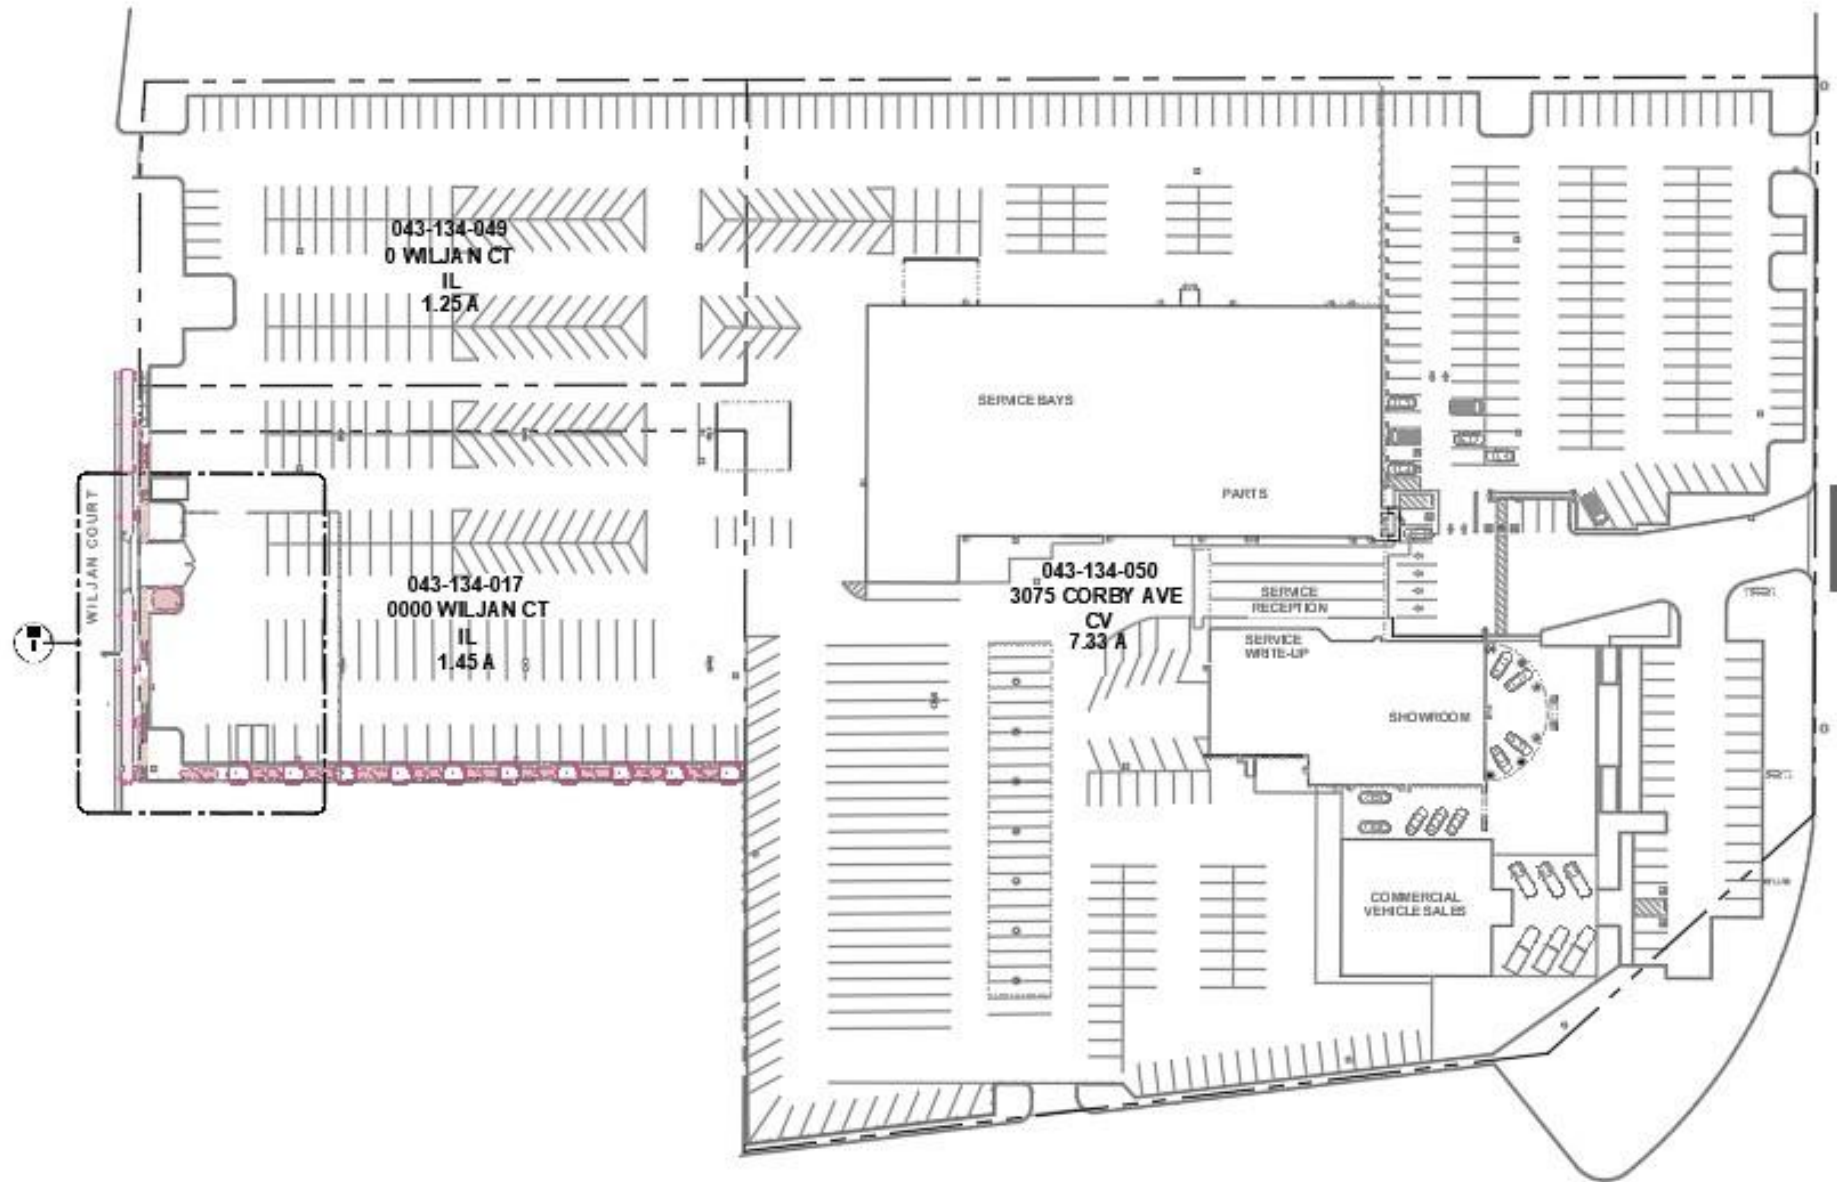 043-134-049
0 WILJAN CT
IL
1.25 A
SERVICE BAYS
PARTS
WILJAN COURT
043-134-017
0000 WILJAN CT
IL
1.45 A
043-134-050
3075 CORBY AVE
CV
7.33 A
SERVICE
RECEPTION
SERVICE
WRITE-UP
SHOWROOM
COMMERCIAL
VEHICLE SALES